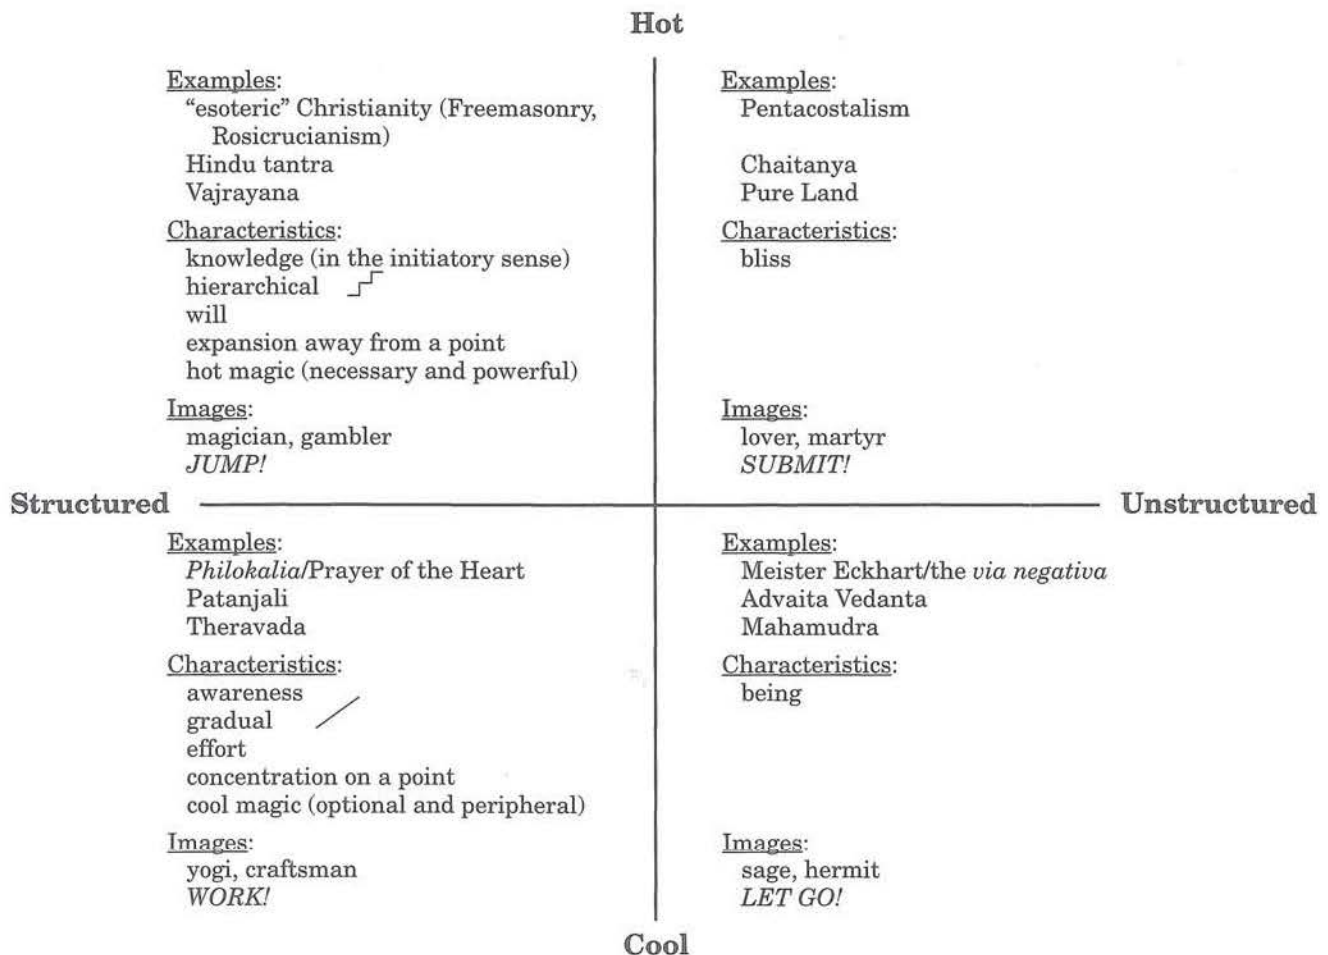 Hot
Examples:
“esoteric” Christianity (Freemasonry,
Rosicrucianism)
Hindu tantra
Vajrayana
Characteristics:
knowledge (in the initiatory sense)
hierarchical
will
expansion away from a point
hot magic (necessary and powerful)
Images:
magician, gambler
JUMP!
Examples:
Pentacostalism
Chaitanya
Pure Land
Characteristics:
bliss
Images:
lover, martyr
SUBMIT!
Structured
Unstructured
Examples:
Philokalia/Prayer of the Heart
Patanjali
Theravada
Characteristics:
awareness
gradual
effort
concentration on a point
cool magic (optional and peripheral)
Images:
yogi, craftsman
WORK!
Examples:
Meister Eckhart/the via negativa
Advaita Vedanta
Mahamudra
Characteristics:
being
Images:
sage, hermit
LET GO!
Cool